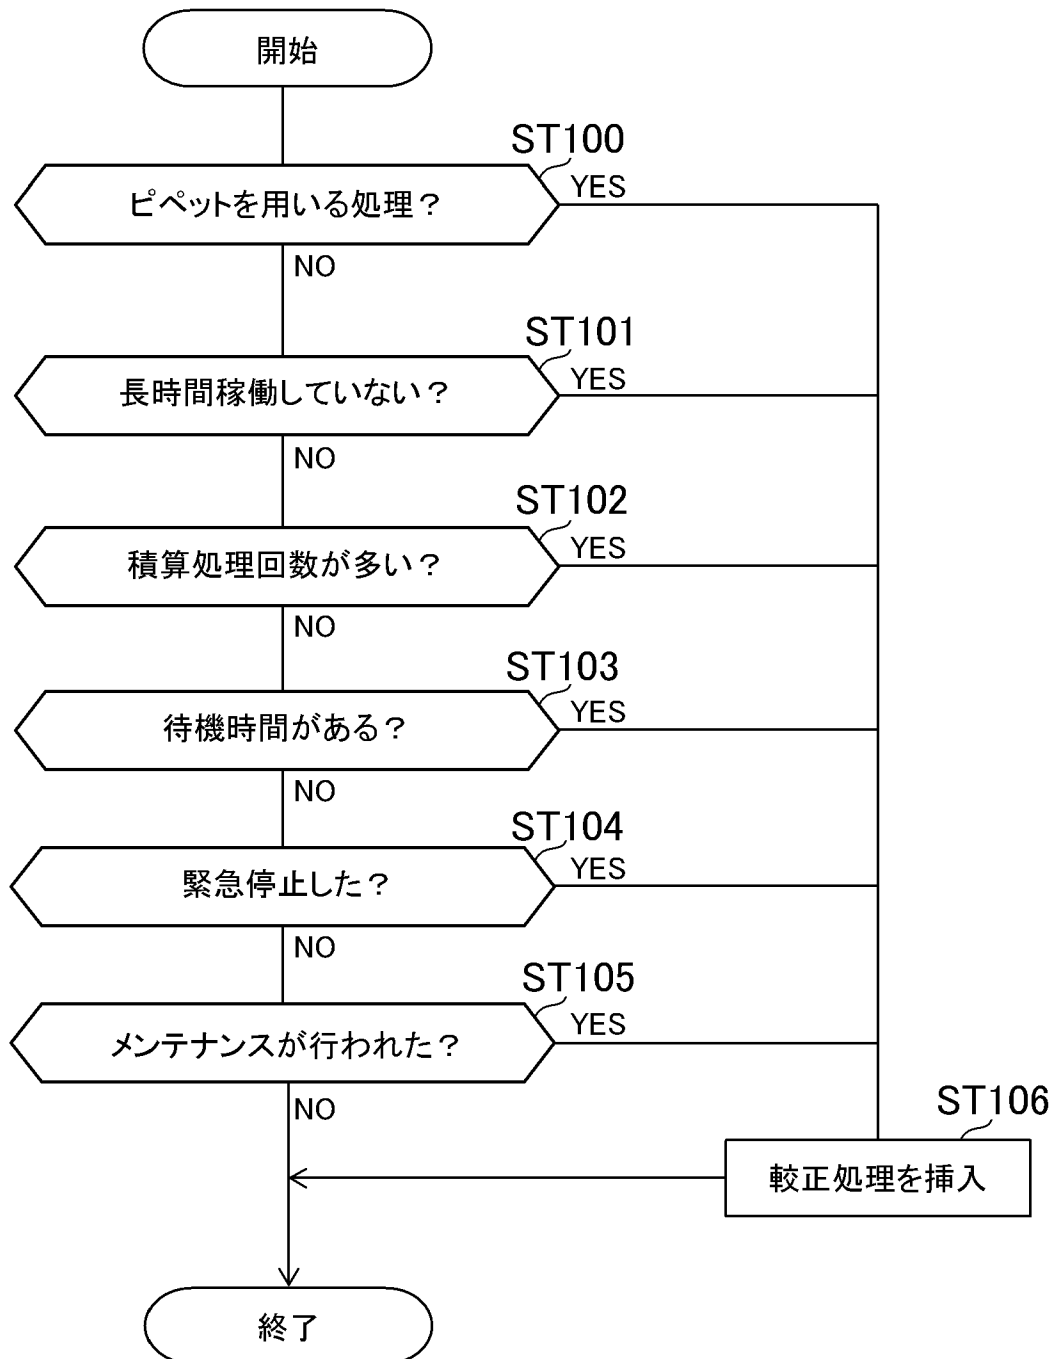 開始
ST100
ピペットを用いる処理？
YES
NO
ST101
長時間稼働していない？
YES
NO
ST102
積算処理回数が多い？
YES
NO
ST103
待機時間がある？
YES
NO
ST104
緊急停止した？
YES
NO
ST105
メンテナンスが行われた？
YES
NO
ST106
較正処理を挿入
終了